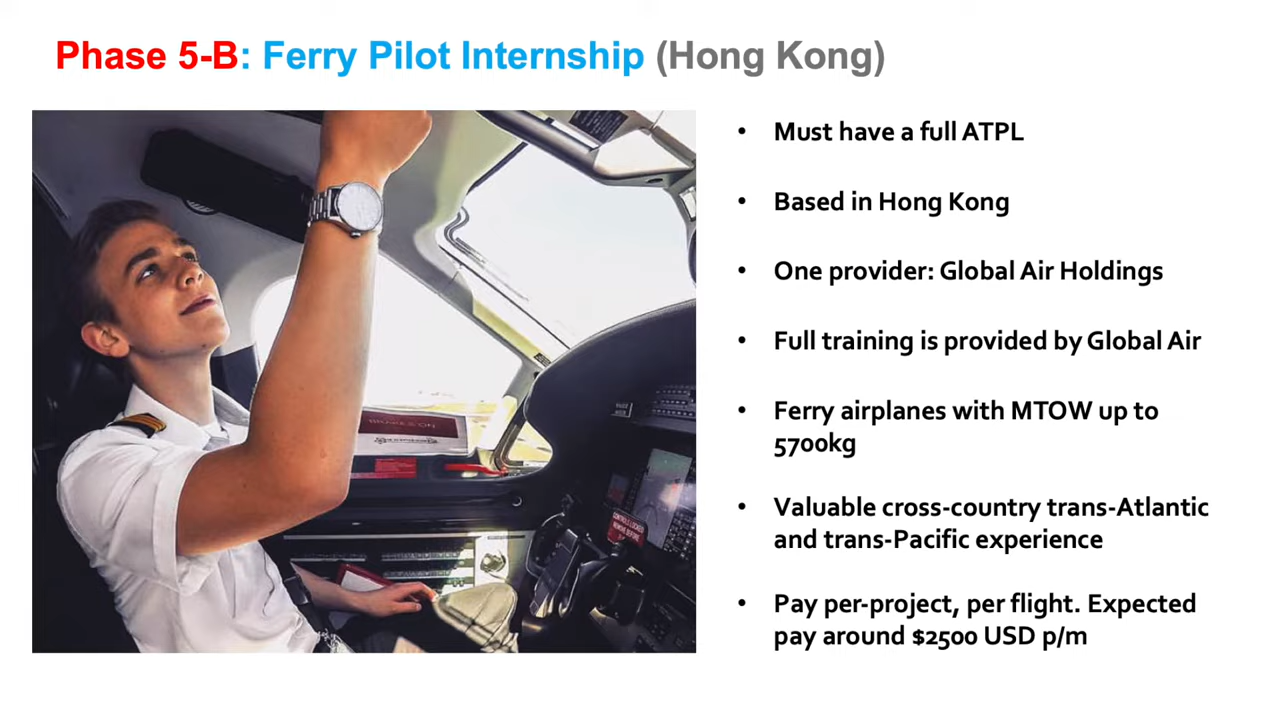 Phase 5-B: Ferry Pilot Internship (Hong Kong)
• Must have a full ATPL
• Based in Hong Kong
• One provider: Global Air Holdings
• Full training is provided by Global Air
• Ferry airplanes with MTOW up to
5700kg
• Valuable cross-country trans-Atlantic
and trans-Pacific experience
• Pay per-project, per flight. Expected
pay around $2500 USD p/m
CONTROLS LOCKED